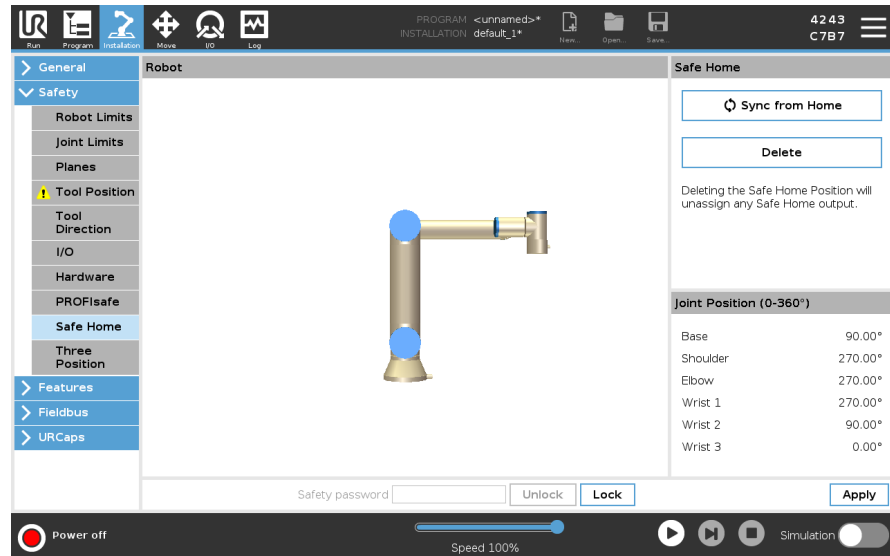 Run
Program
Installation
Move
I/O
Log
PROGRAM <unnamed>*
INSTALLATION default_1*
New...
Open...
Save...
4243
C7B7
General
Safety
Robot Limits
Joint Limits
Planes
Tool Position
Tool
Direction
I/O
Hardware
PROFIsafe
Safe Home
Three
Position
Features
Fieldbus
URCaps
Robot
Safe Home
Sync from Home
Delete
Deleting the Safe Home Position will
unassign any Safe Home output.
Joint Position (0-360°)
Base 90.00°
Shoulder 270.00°
Elbow 270.00°
Wrist 1 270.00°
Wrist 2 90.00°
Wrist 3 0.00°
Safety password Unlock Lock Apply
Power off
Speed 100%
Simulation